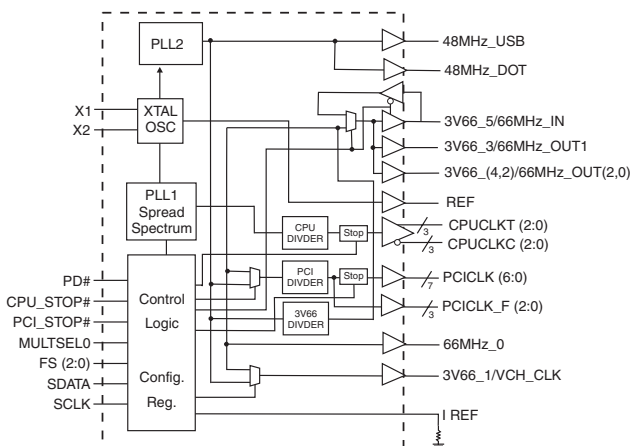 PLL2
48MHz_USB
48MHz_DOT
X1
X2
XTAL
OSC
3V66_5/66MHz_IN
3V66_3/66MHz_OUT1
3V66_(4,2)/66MHz_OUT(2,0)
REF
PLL1
Spread
Spectrum
CPU
DIVDER
Stop
3
CPUCLKT (2:0)
3
CPUCLKC (2:0)
PD#
CPU_STOP#
PCI_STOP#
MULTSEL0
FS (2:0)
SDATA
SCLK
Control
Logic
Config.
Reg.
PCI
DIVDER
Stop
7
PCICLK (6:0)
3V66
DIVDER
3
PCICLK_F (2:0)
66MHz_0
3V66_1/VCH_CLK
I REF